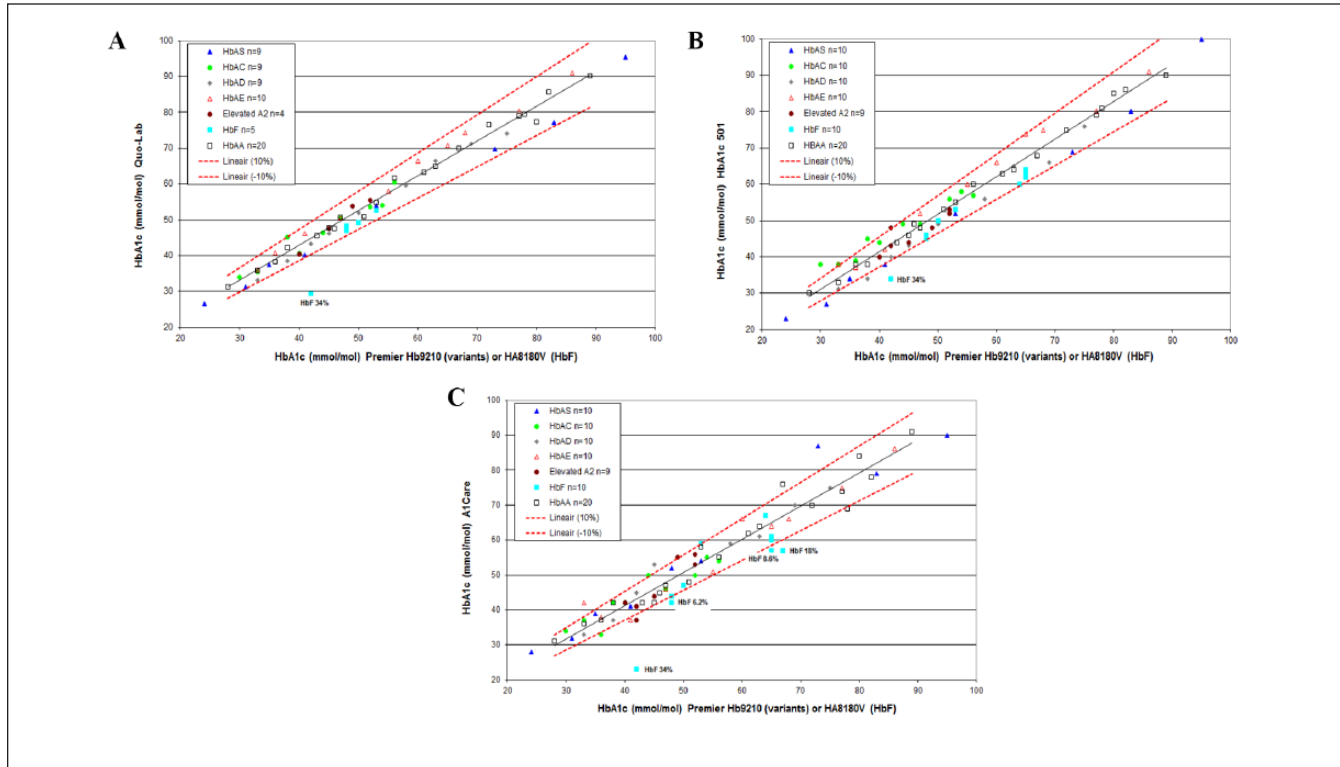 A
HbA1c (mmol/mol) Quo-Lab
100
90
80
70
60
50
40
30
20
HbAS n=9
HbAC n=9
HbAD n=9
HbAE n=10
Elevated A2 n=4
HbF n=5
HbAA n=20
Lineair (10%)
Lineair (-10%)
HbF 34%
20 30 40 50 60 70 80 90 100
HbA1c (mmol/mol) Premier Hb9210 (variants) or HA8180V (HbF)
B
HbA1c (mmol/mol) HbA1c 501
100
90
80
70
60
50
40
30
20
HbAS n=10
HbAC n=10
HbAD n=10
HbAE n=10
Elevated A2 n=9
HbF n=10
HBAA n=20
Lineair (10%)
Lineair (-10%)
HbF 34%
20 30 40 50 60 70 80 90 100
HbA1c (mmol/mol) Premier Hb9210 (variants) or HA8180V (HbF)
C
HbA1c (mmol/mol) A1Care
100
90
80
70
60
50
40
30
20
HbAS n=10
HbAC n=10
HbAD n=10
HbAE n=10
Elevated A2 n=9
HbF n=10
HbAA n=20
Lineair (10%)
Lineair (-10%)
HbF 8.6%
HbF 18%
HbF 6.2%
HbF 34%
20 30 40 50 60 70 80 90 100
HbA1c (mmol/mol) Premier Hb9210 (variants) or HA8180V (HbF)